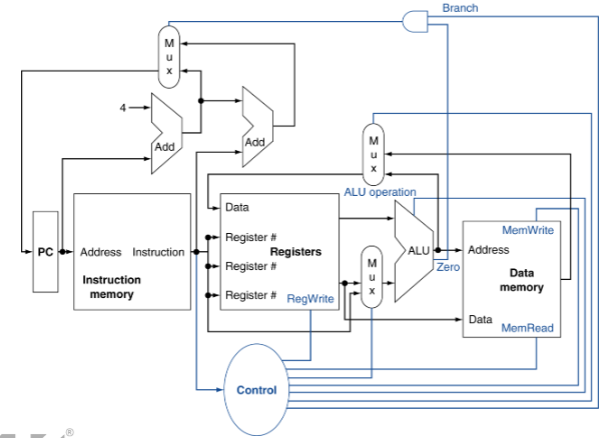 Branch
M
u
x
4
Add
Add
M
u
x
ALU operation
Data
Register #
Registers
Register #
Register #
RegWrite
PC
Address
Instruction
Instruction
memory
M
u
x
ALU
Zero
MemWrite
Address
Data
memory
Data
MemRead
Control
®